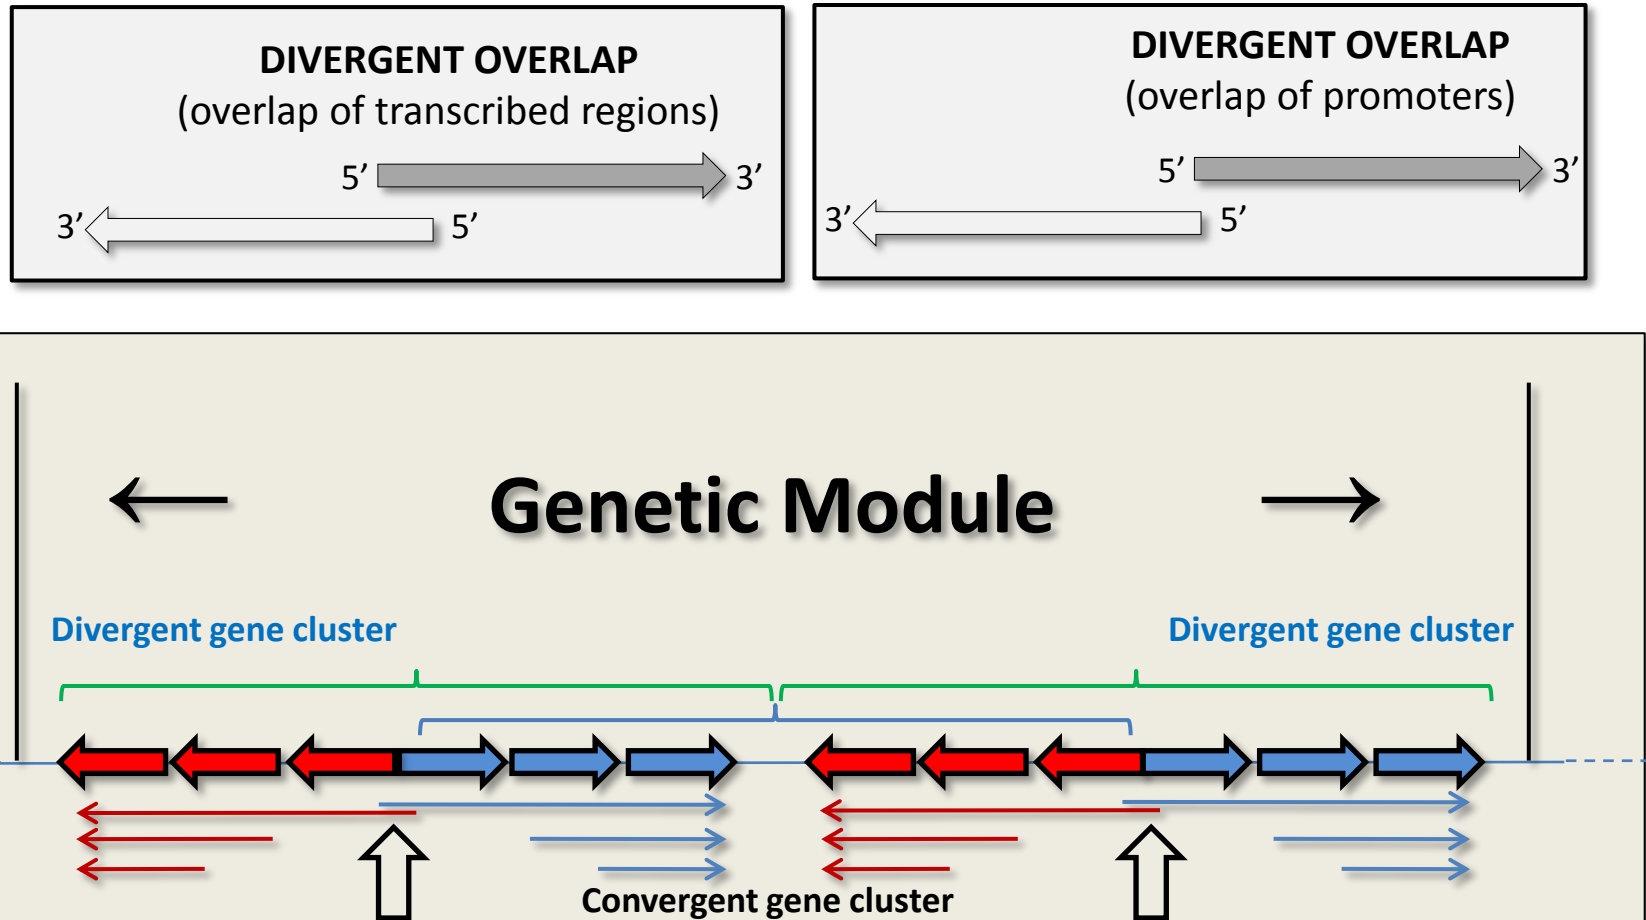 DIVERGENT OVERLAP
(overlap of transcribed regions)
5’ 3’
3’ 5’
DIVERGENT OVERLAP
(overlap of promoters)
5’ 3’
3’ 5’
← Genetic Module →
Divergent gene cluster
Divergent gene cluster
Convergent gene cluster